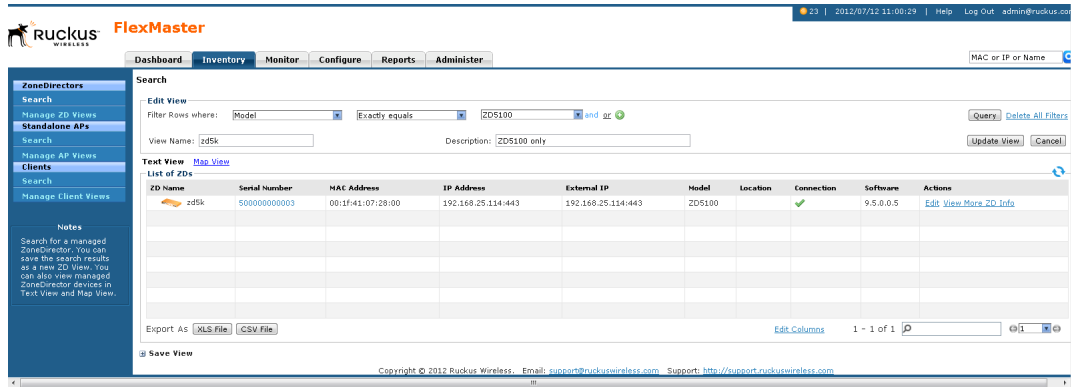 23 | 2012/07/12 11:00:29 | Help Log Out admin@ruckus.com
Ruckus WIRELESS FlexMaster
Dashboard Inventory Monitor Configure Reports Administer MAC or IP or Name
ZoneDirectors
Search
Manage ZD Views
Standalone APs
Search
Manage AP Views
Clients
Search
Manage Client Views
Notes
Search for a managed
ZoneDirector. You can
save the search results
as a new ZD View. You
can also view managed
ZoneDirector devices in
Text View and Map View.
Search
Edit View
Filter Rows where: Model Exactly equals ZD5100 and or Query Delete All Filters
View Name: zd5k Description: ZD5100 only Update View Cancel
Text View Map View
List of ZDs
ZD Name Serial Number MAC Address IP Address External IP Model Location Connection Software Actions
zd5k 500000000003 00:1f:41:07:28:00 192.168.25.114:443 192.168.25.114:443 ZD5100 9.5.0.0.5 Edit View More ZD Info
Export As XLS File CSV File Edit Columns 1 - 1 of 1 1
Save View
Copyright © 2012 Ruckus Wireless. Email: support@ruckuswireless.com Support: http://support.ruckuswireless.com